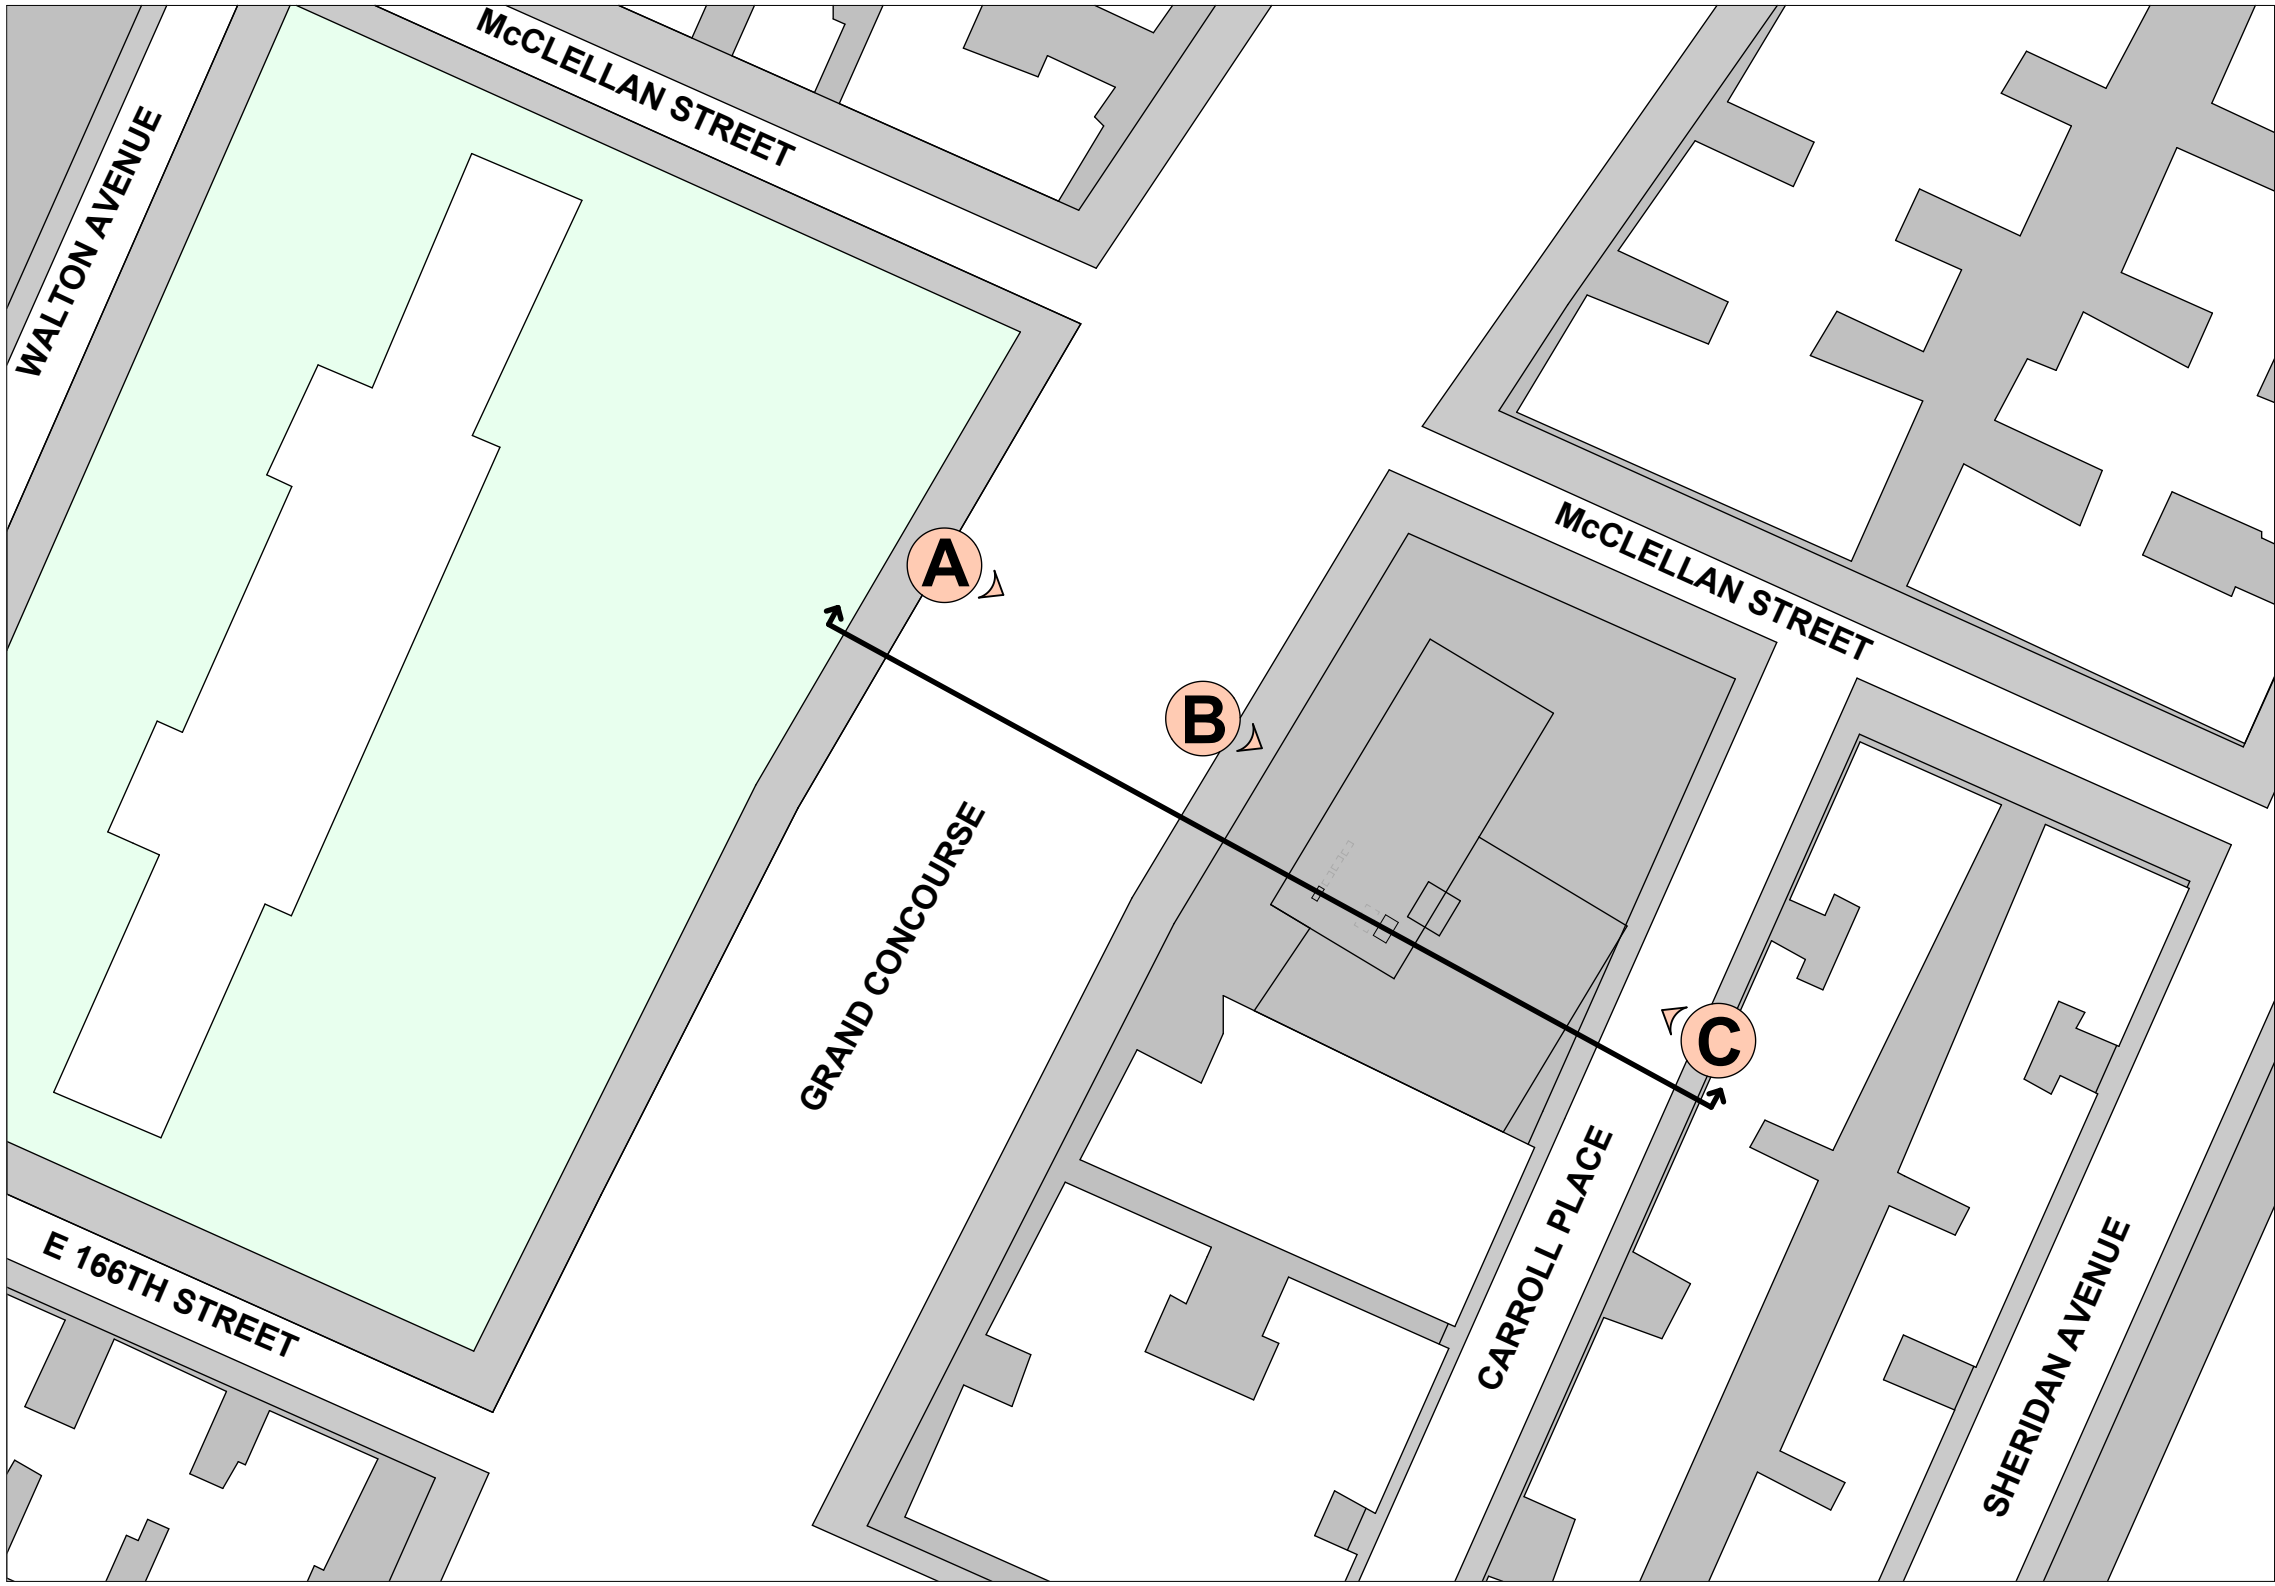 McCLELLAN STREET
WALTON AVENUE
A
McCLELLAN STREET
B
GRAND CONCOURSE
C
CARROLL PLACE
E 166TH STREET
SHERIDAN AVENUE